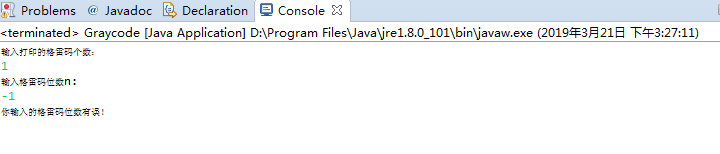 Problems @ Javadoc Declaration Console
<terminated> Graycode [Java Application] D:\Program Files\Java\jre1.8.0_101\bin\javaw.exe (2019年3月21日 下午3:27:11)
输入打印的格雷码个数:
1
输入格雷码位数n:
-1
你输入的格雷码位数有误!